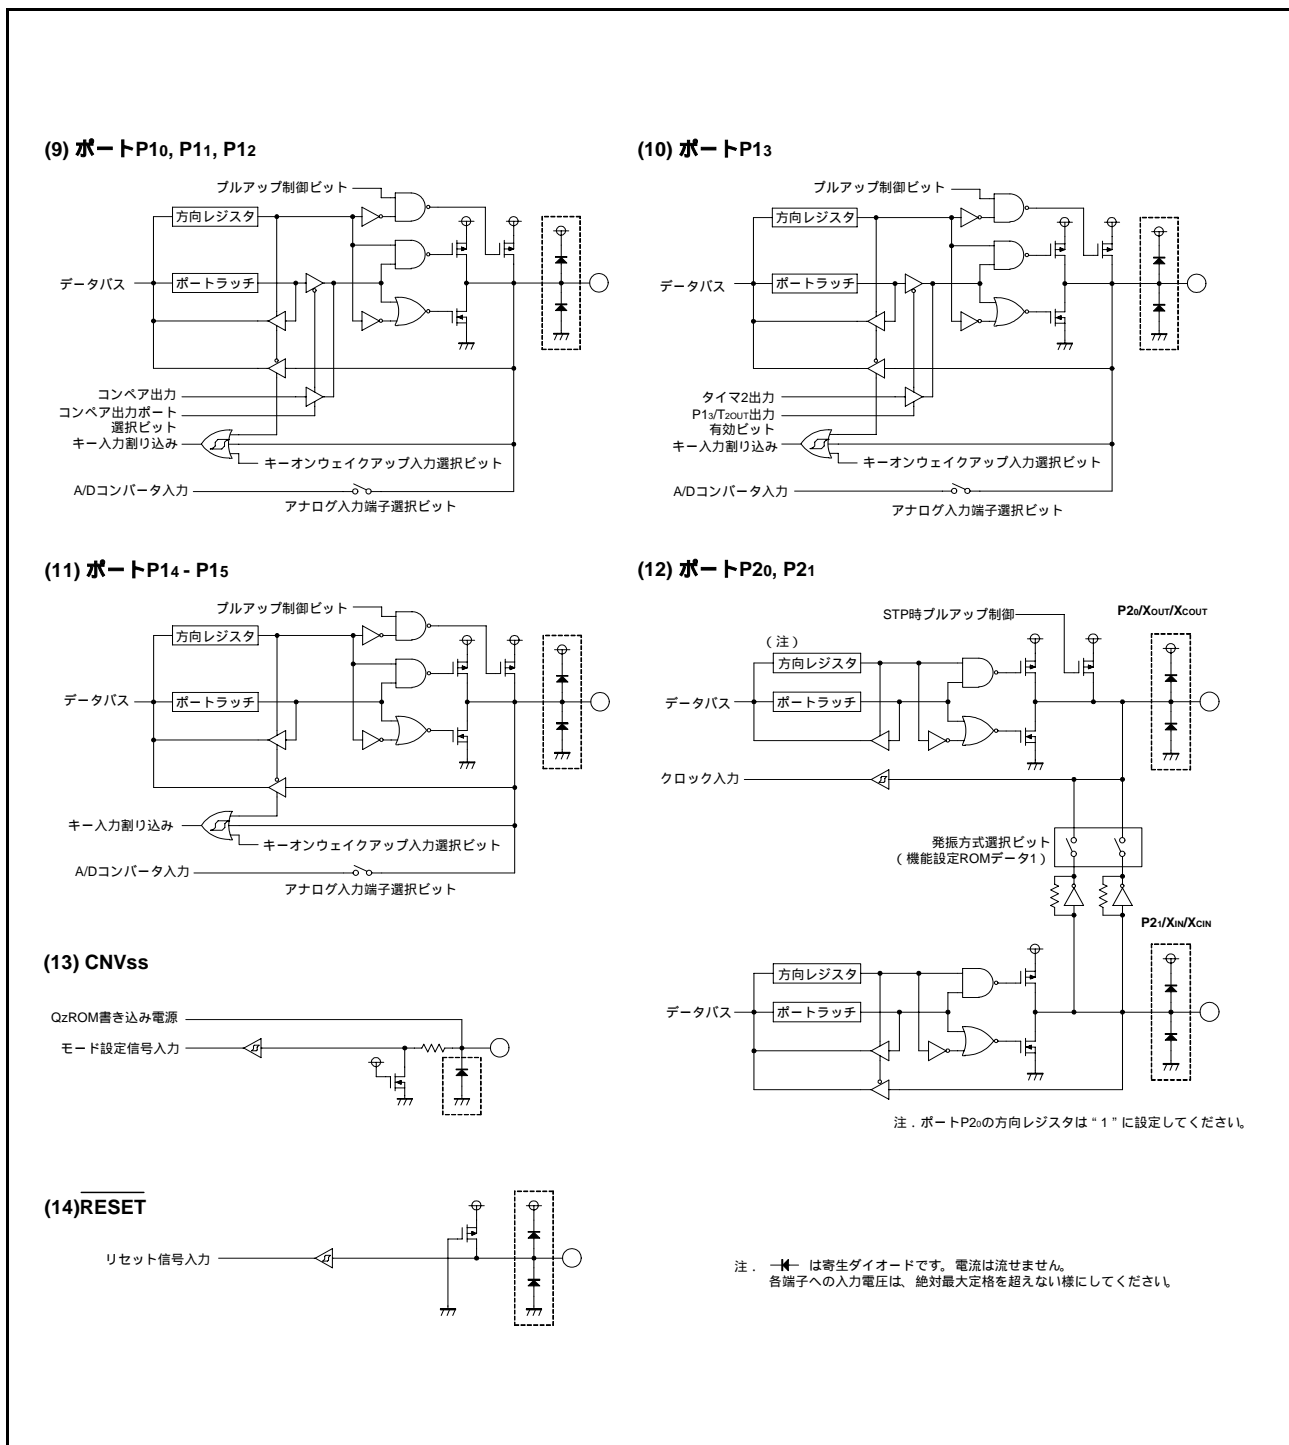 (9) ポートP10, P11, P12
プルアップ制御ビット
方向レジスタ
データバス
ポートラッチ
コンペア出力
コンペア出力ポート
選択ビット
キー入力割り込み
キーオンウェイクアップ入力選択ビット
A/Dコンバータ入力
アナログ入力端子選択ビット
(10) ポートP13
プルアップ制御ビット
方向レジスタ
データバス
ポートラッチ
タイマ2出力
P13/T2OUT出力
有効ビット
キー入力割り込み
キーオンウェイクアップ入力選択ビット
A/Dコンバータ入力
アナログ入力端子選択ビット
(11) ポートP14 - P15
プルアップ制御ビット
方向レジスタ
データバス
ポートラッチ
キー入力割り込み
キーオンウェイクアップ入力選択ビット
A/Dコンバータ入力
アナログ入力端子選択ビット
(12) ポートP20, P21
STP時プルアップ制御
P20/XOUT/XCOUT
（注）
方向レジスタ
データバス
ポートラッチ
クロック入力
発振方式選択ビット
（機能設定ROMデータ1）
P21/XIN/XCIN
方向レジスタ
データバス
ポートラッチ
注．ポートP20の方向レジスタは“1”に設定してください。
(13) CNVss
QzROM書き込み電源
モード設定信号入力
(14)RESET
リセット信号入力
注． は寄生ダイオードです。電流は流せません。
各端子への入力電圧は、絶対最大定格を超えない様にしてください。